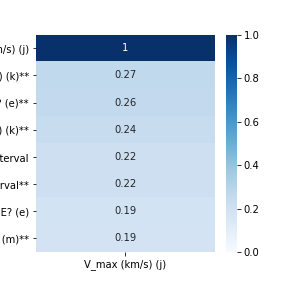 m/s) (j) 1
) (k)** 0.27
? (e)** 0.26
) (k)** 0.24
terval 0.22
rval** 0.22
E? (e) 0.19
(m)** 0.19
V_max (km/s) (j)
1.0
0.8
0.6
0.4
0.2
0.0